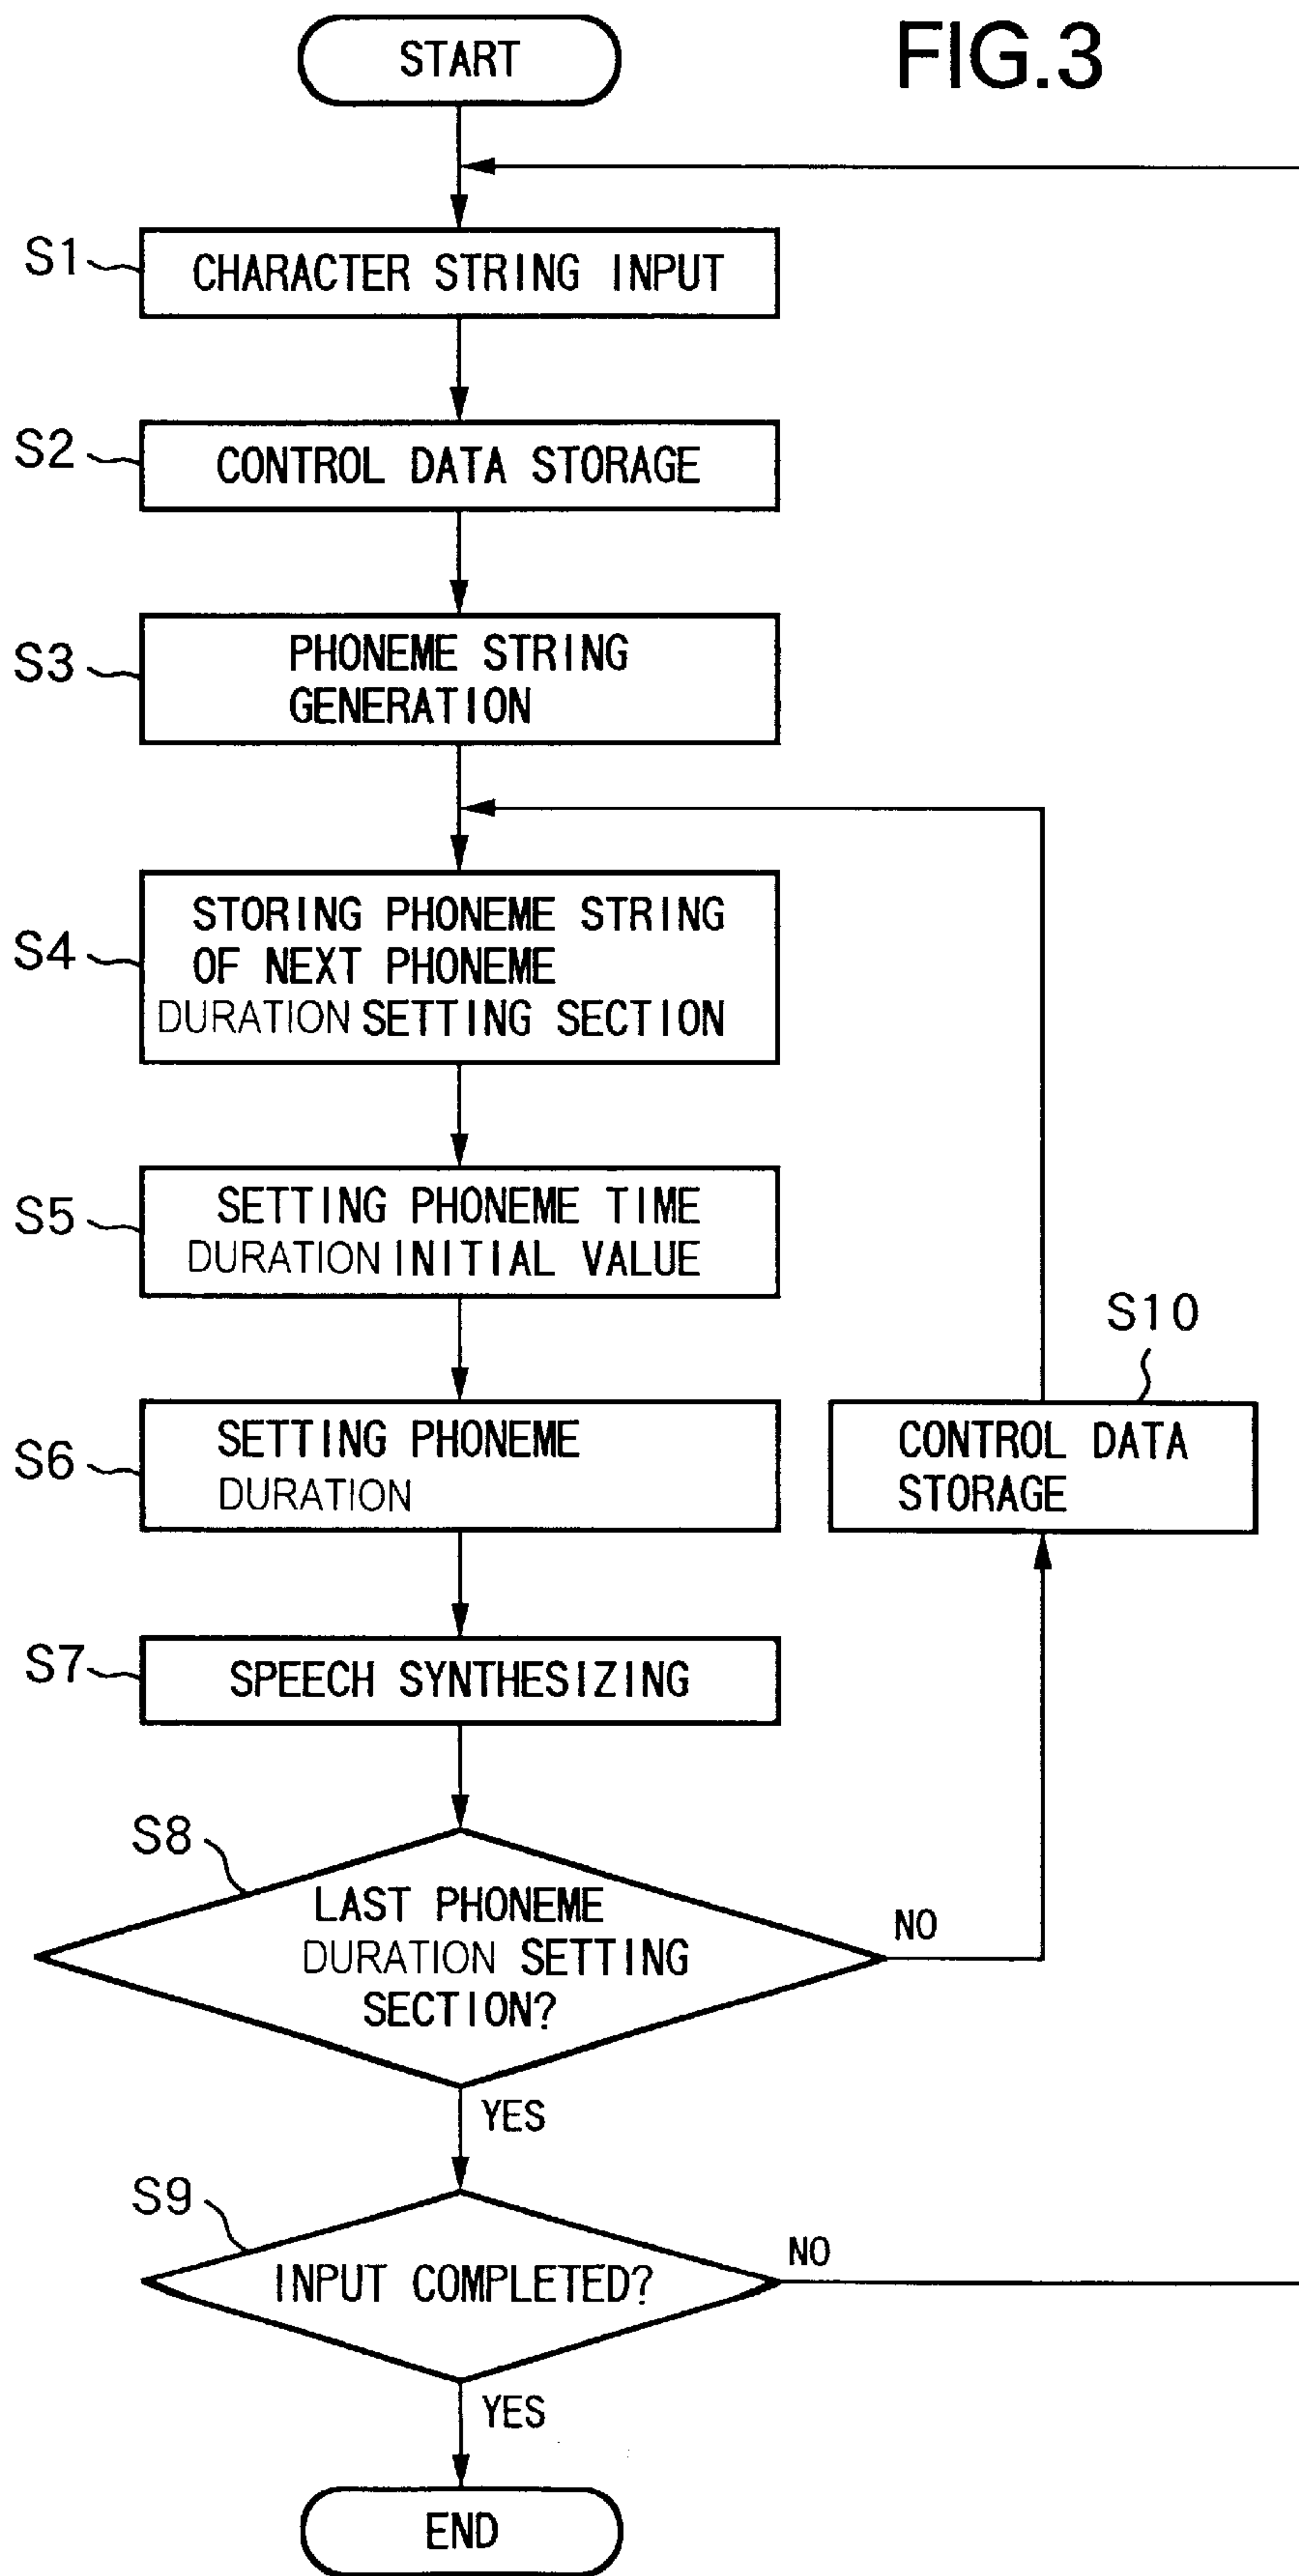 FIG.3
START
S1
CHARACTER STRING INPUT
S2
CONTROL DATA STORAGE
S3
PHONEME STRING
GENERATION
S4
STORING PHONEME STRING
OF NEXT PHONEME
DURATION SETTING SECTION
S5
SETTING PHONEME TIME
DURATION INITIAL VALUE
S6
SETTING PHONEME
DURATION
S10
CONTROL DATA
STORAGE
S7
SPEECH SYNTHESIZING
S8
LAST PHONEME
DURATION SETTING
SECTION?
NO
YES
S9
INPUT COMPLETED?
NO
YES
END